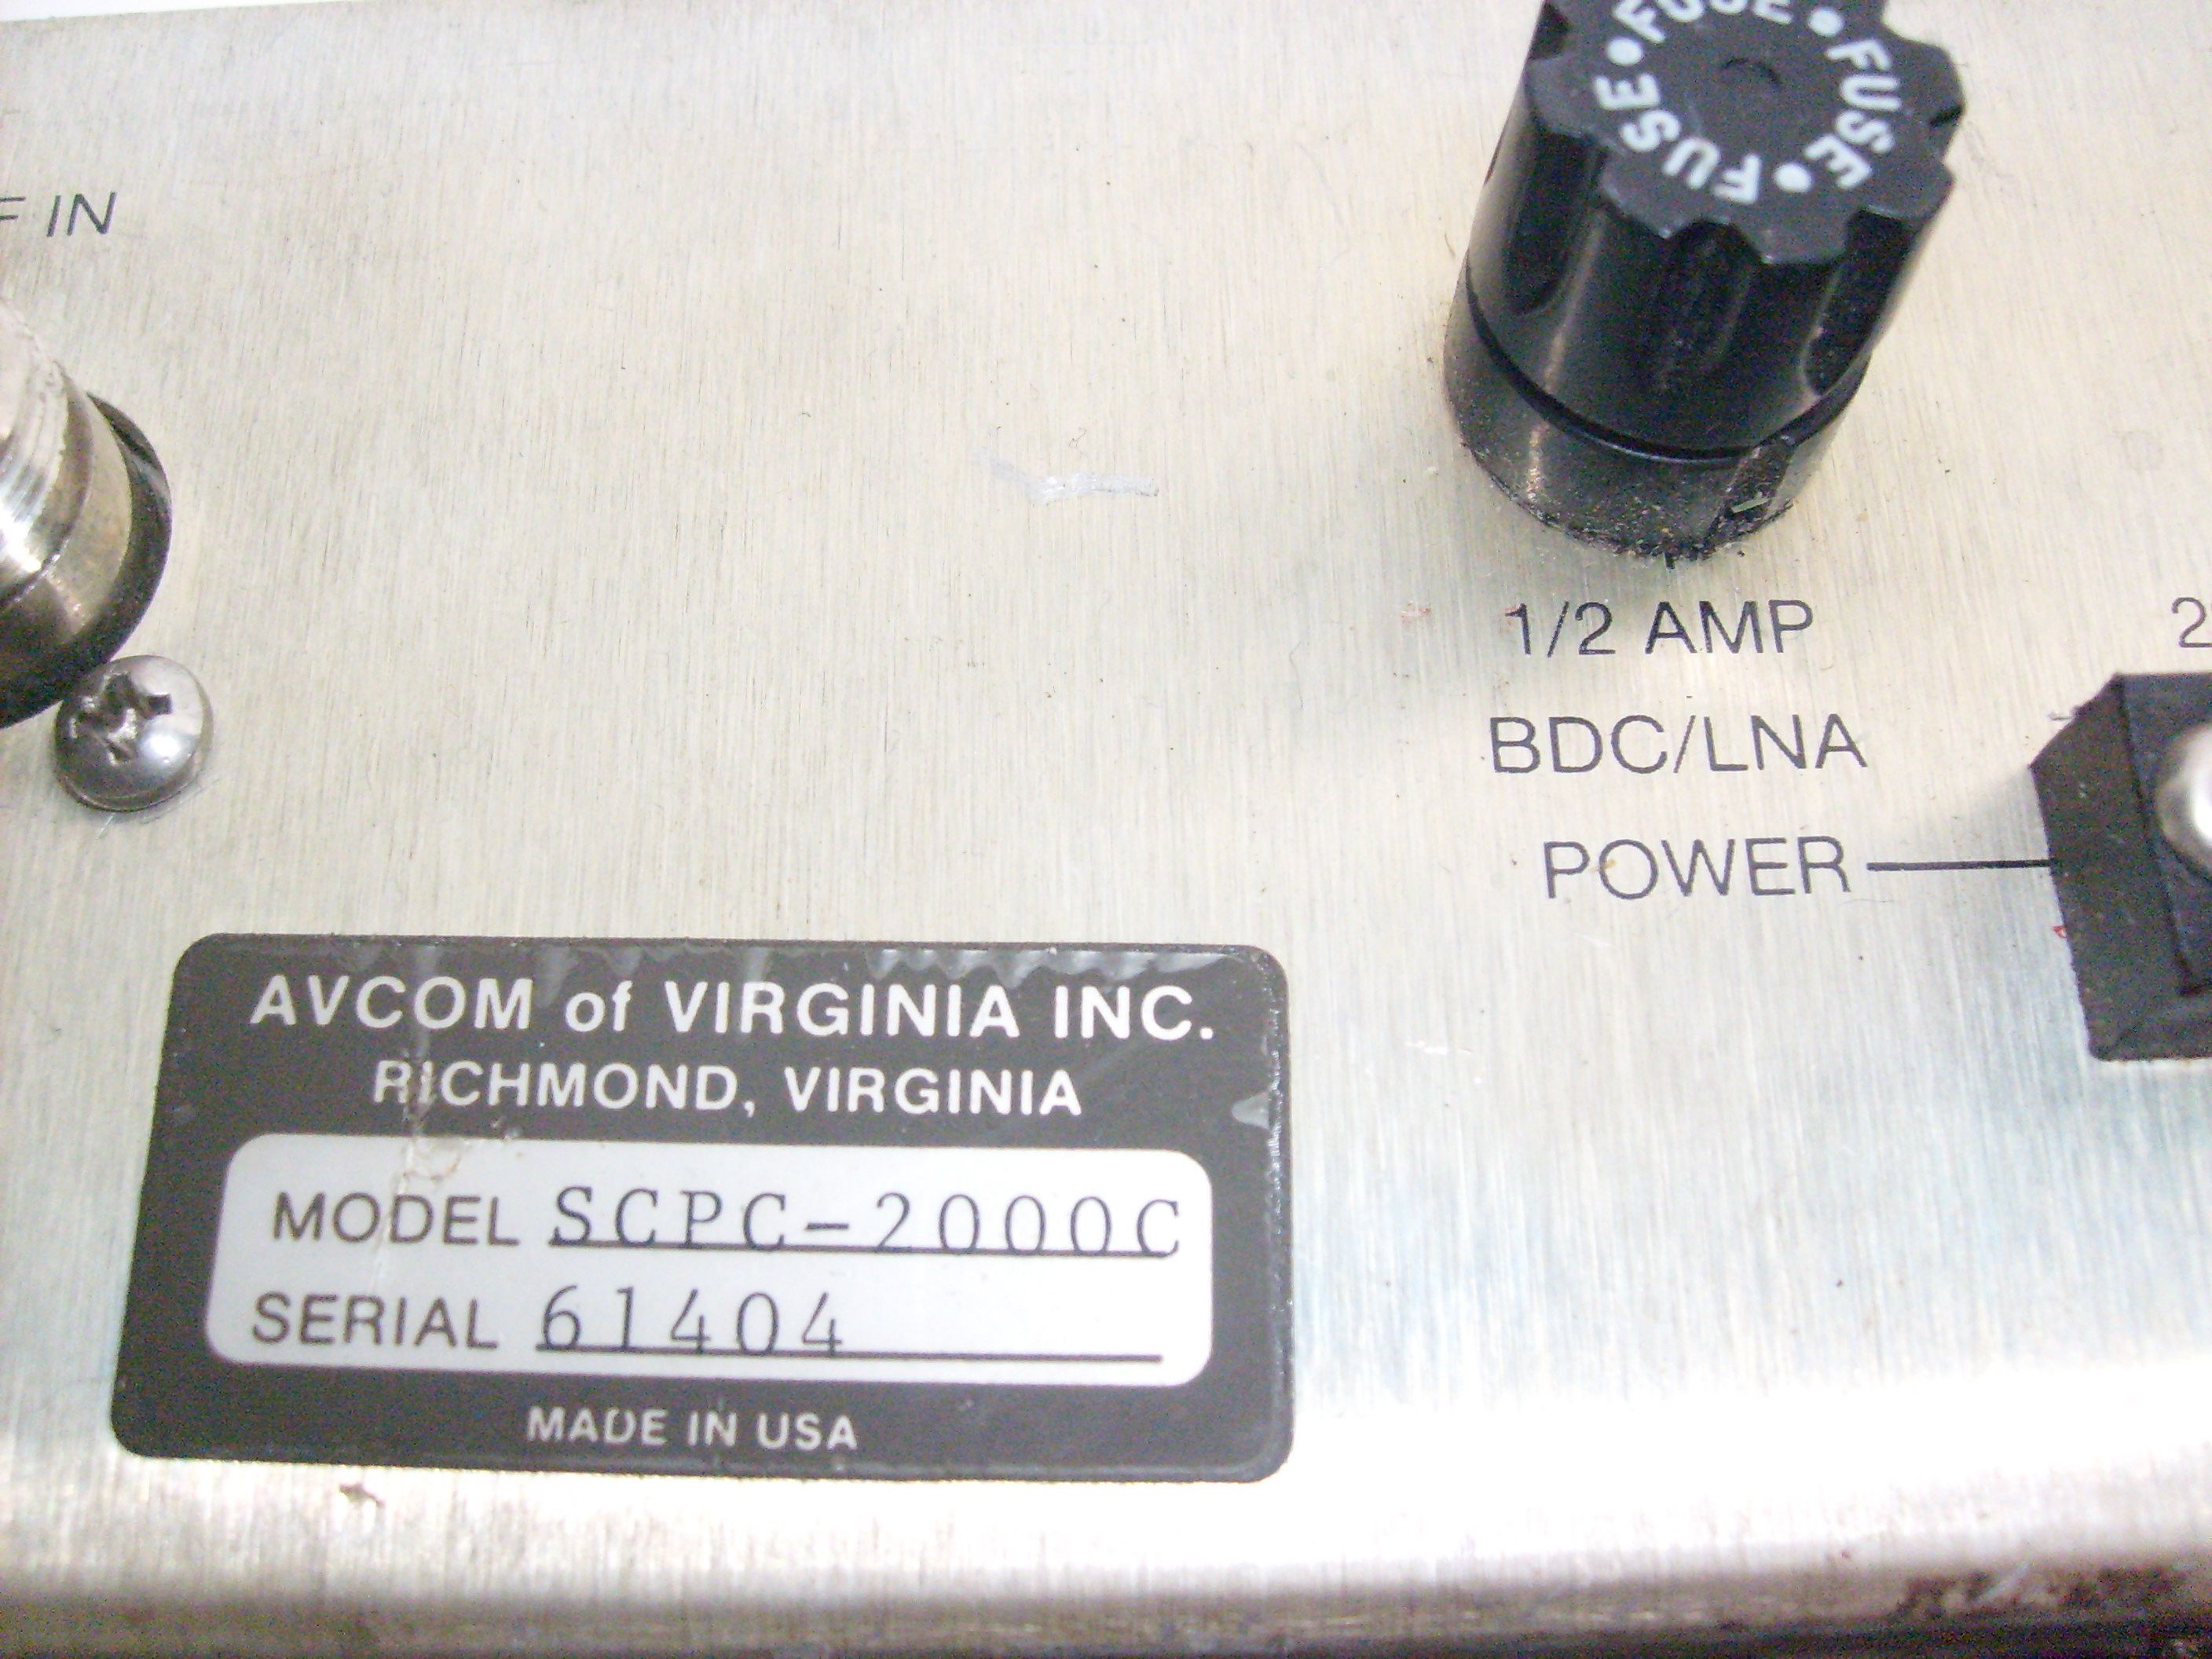 FUSE • FUSE • FUSE • FUSE •
IN
1/2 AMP
2
BDC/LNA
POWER
AVCOM of VIRGINIA INC.
RICHMOND, VIRGINIA
MODEL SCPC-2000C
SERIAL 61404
MADE IN USA